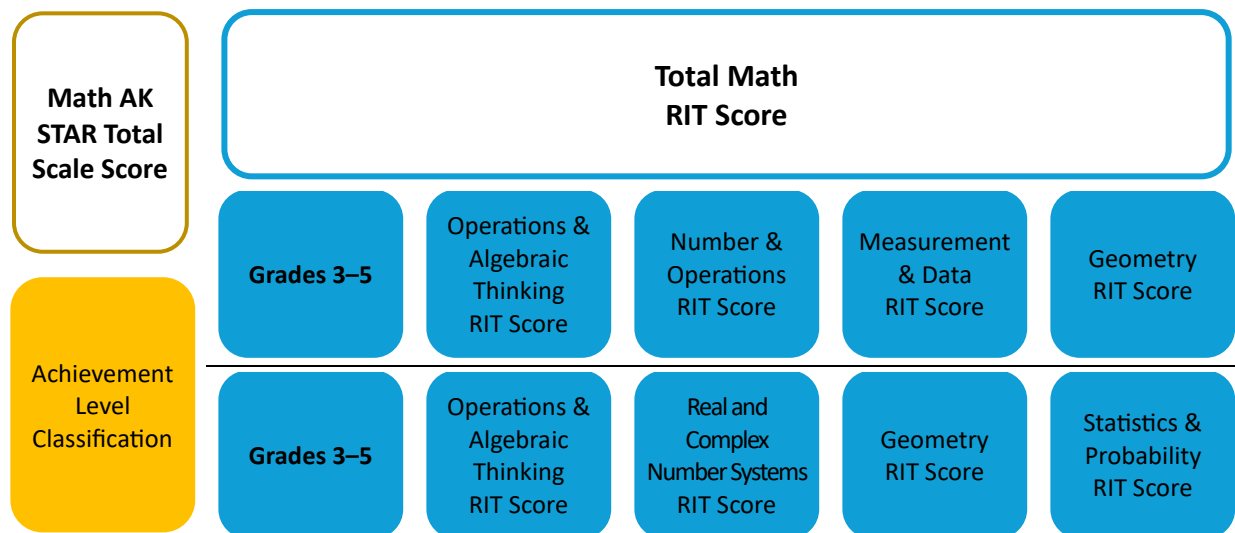 Math AK
STAR Total
Scale Score
Total Math
RIT Score
Grades 3–5
Operations &
Algebraic
Thinking
RIT Score
Number &
Operations
RIT Score
Measurement
& Data
RIT Score
Geometry
RIT Score
Achievement
Level
Classification
Grades 3–5
Operations &
Algebraic
Thinking
RIT Score
Real and
Complex
Number Systems
RIT Score
Geometry
RIT Score
Statistics &
Probability
RIT Score